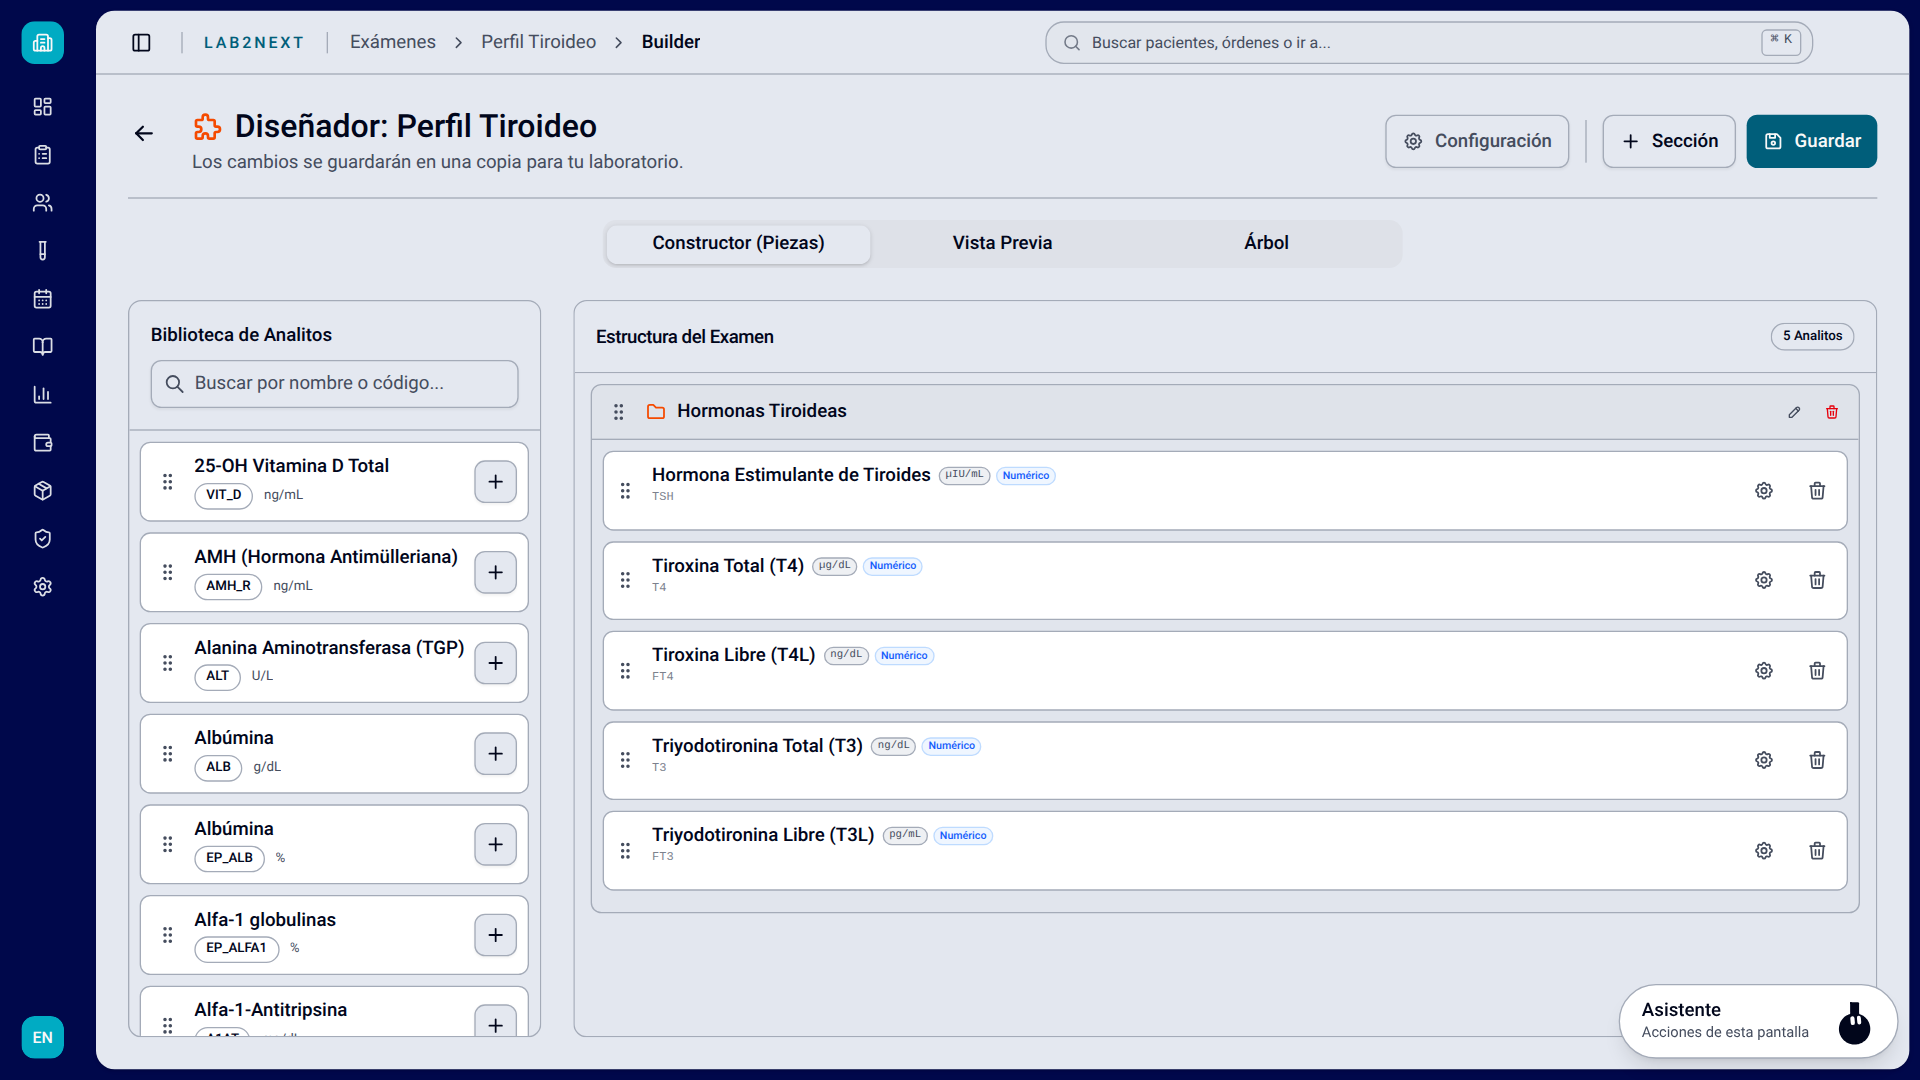 LAB2NEXT
Exámenes
Perfil Tiroideo
Builder
Buscar pacientes, órdenes o ir a...
⌘ K
Diseñador: Perfil Tiroideo
Los cambios se guardarán en una copia para tu laboratorio.
Configuración
Sección
Guardar
Constructor (Piezas)
Vista Previa
Árbol
Biblioteca de Analitos
Buscar por nombre o código...
25-OH Vitamina D Total
VIT_D ng/mL
AMH (Hormona Antimülleriana)
AMH_R ng/mL
Alanina Aminotransferasa (TGP)
ALT U/L
Albúmina
ALB g/dL
Albúmina
EP_ALB %
Alfa-1 globulinas
EP_ALFA1 %
Alfa-1-Antitripsina
Estructura del Examen
5 Analitos
Hormonas Tiroideas
Hormona Estimulante de Tiroides µIU/mL Numérico
TSH
Tiroxina Total (T4) µg/dL Numérico
T4
Tiroxina Libre (T4L) ng/dL Numérico
FT4
Triyodotironina Total (T3) ng/dL Numérico
T3
Triyodotironina Libre (T3L) pg/mL Numérico
FT3
Asistente
Acciones de esta pantalla
EN